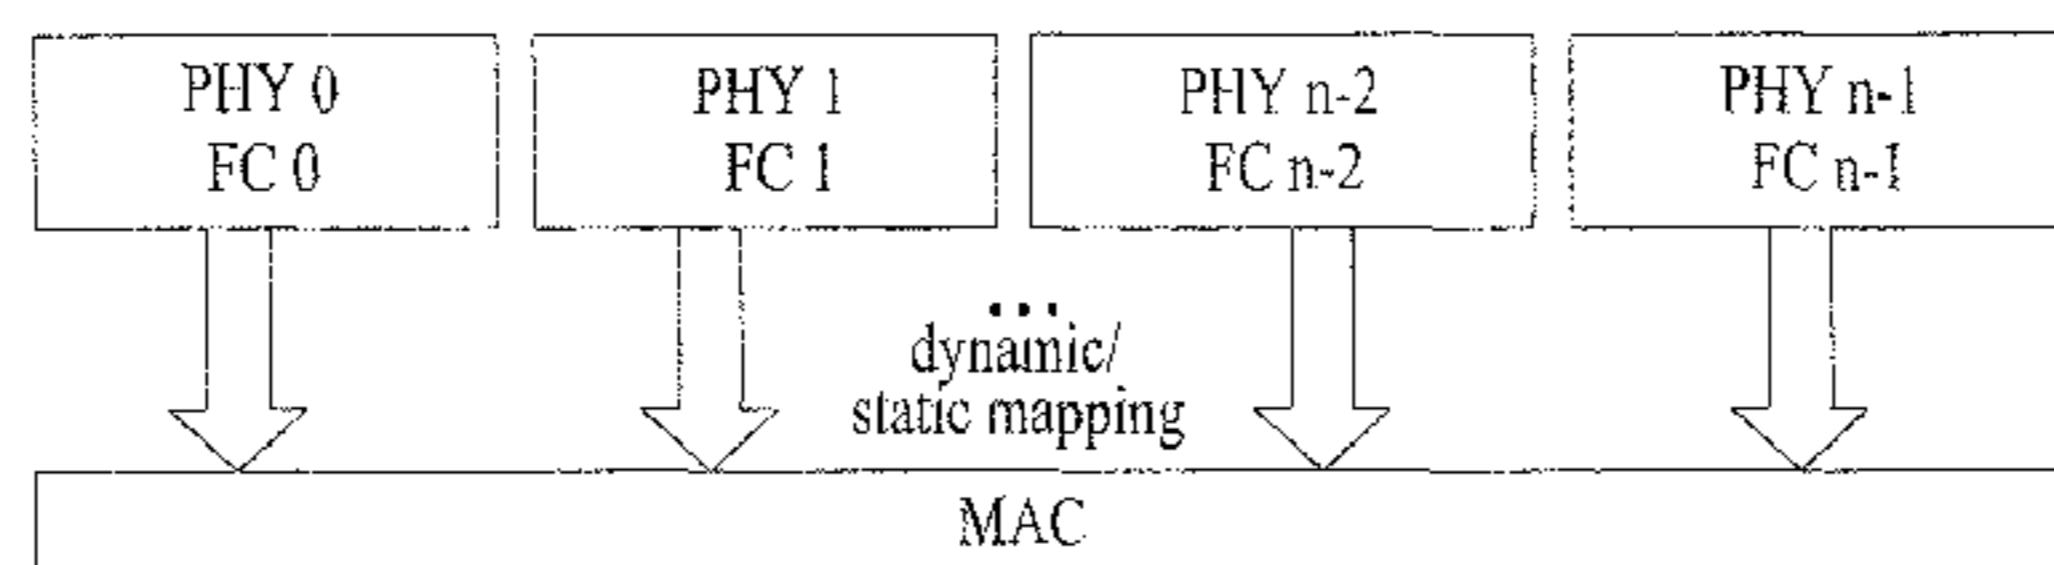 PHY 0
FC 0
PHY 1
FC 1
PHY n-2
FC n-2
PHY n-1
FC n-1
...
dynamic/
static mapping
MAC